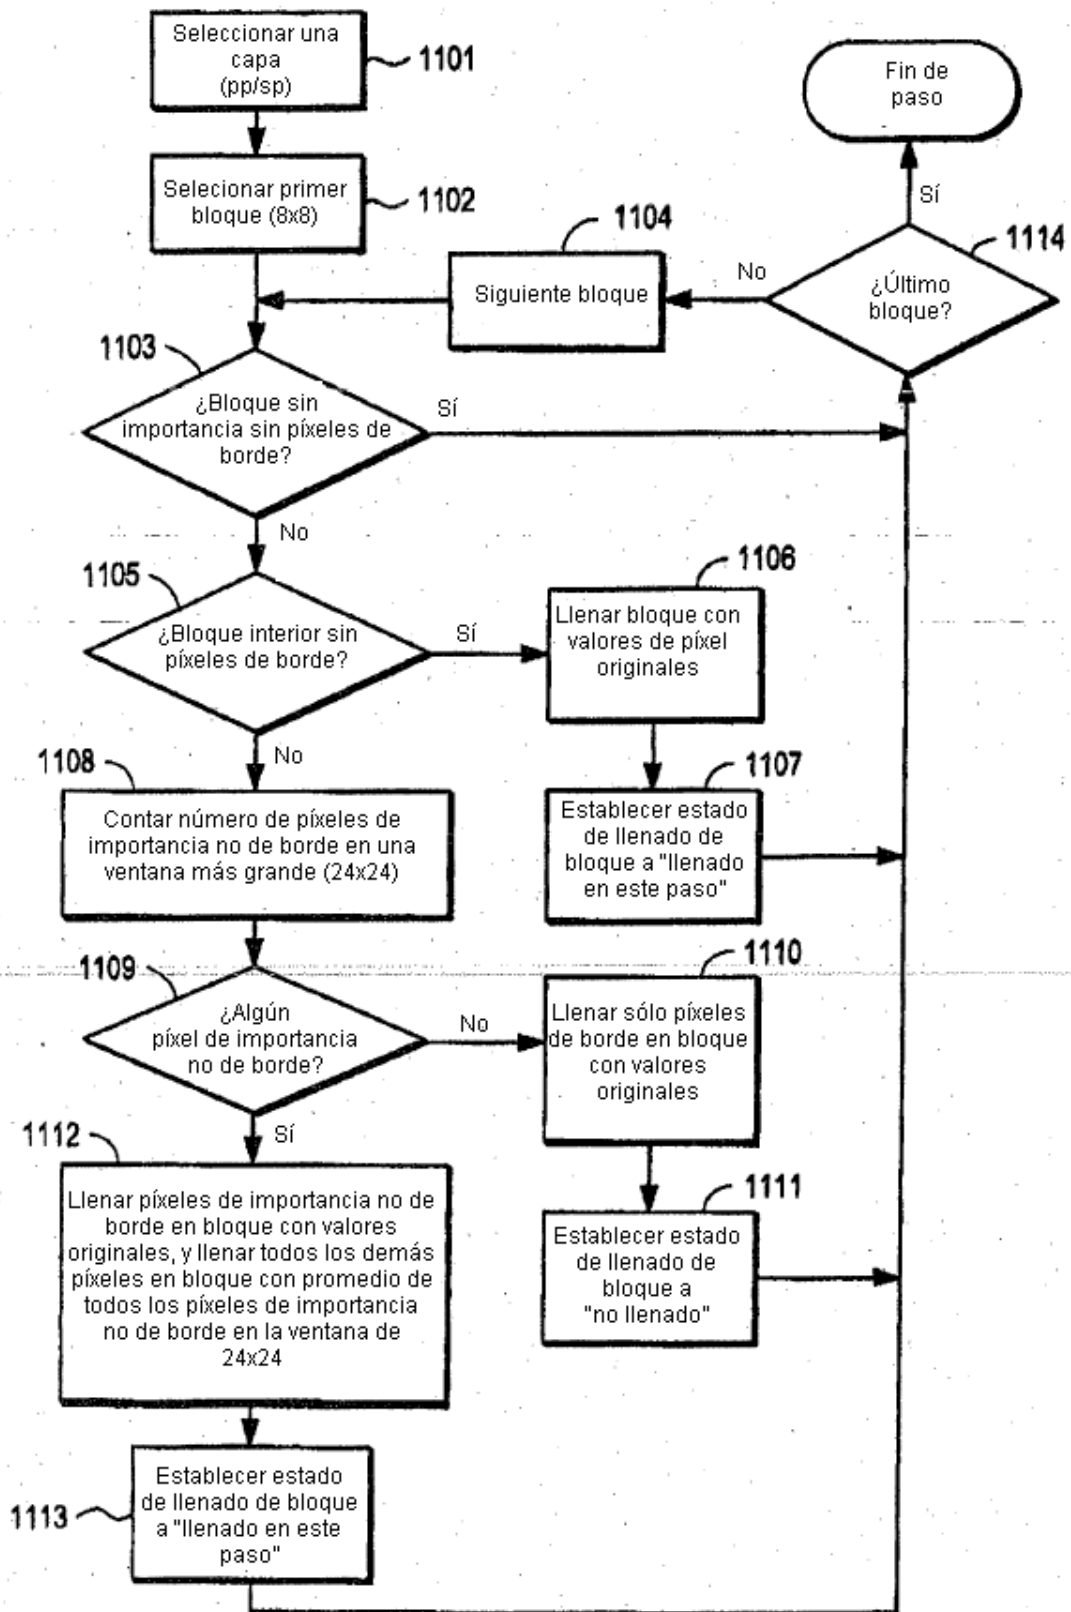 Seleccionar una
capa
(pp/sp)
1101
Fin de
paso
Selecionar primer
bloque (8x8)
1102
Sí
1104
1114
Siguiente bloque
No
¿Último
bloque?
1103
¿Bloque sin
importancia sin píxeles de
borde?
Sí
No
1105
1106
¿Bloque interior sin
píxeles de borde?
Sí
Llenar bloque con
valores de píxel
originales
No
1108
1107
Contar número de píxeles de
importancia no de borde en una
ventana más grande (24x24)
Establecer estado
de llenado de
bloque a "llenado
en este paso"
1109
1110
¿Algún
píxel de importancia
no de borde?
No
Llenar sólo píxeles
de borde en bloque
con valores
originales
Sí
1112
1111
Llenar píxeles de importancia no de
borde en bloque con valores
originales, y llenar todos los demás
píxeles en bloque con promedio de
todos los píxeles de importancia
no de borde en la ventana de
24x24
Establecer estado
de llenado de
bloque a
"no llenado"
Establecer estado
de llenado de bloque
a "llenado en este
paso"
1113